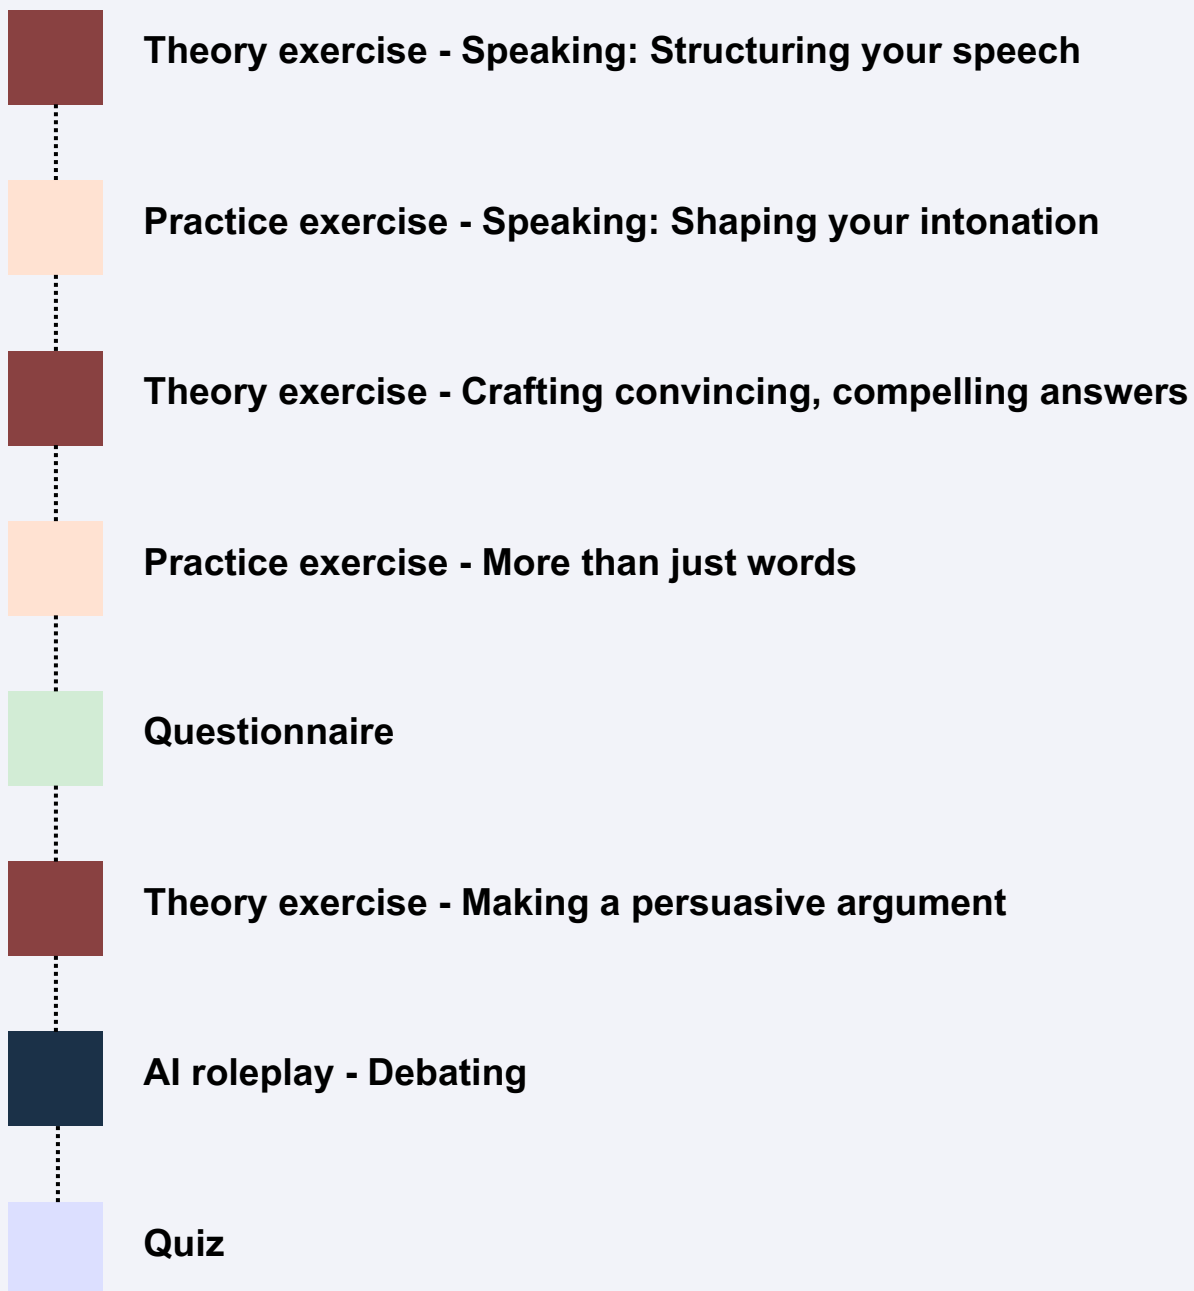 Theory exercise - Speaking: Structuring your speech
Practice exercise - Speaking: Shaping your intonation
Theory exercise - Crafting convincing, compelling answers
Practice exercise - More than just words
Questionnaire
Theory exercise - Making a persuasive argument
AI roleplay - Debating
Quiz